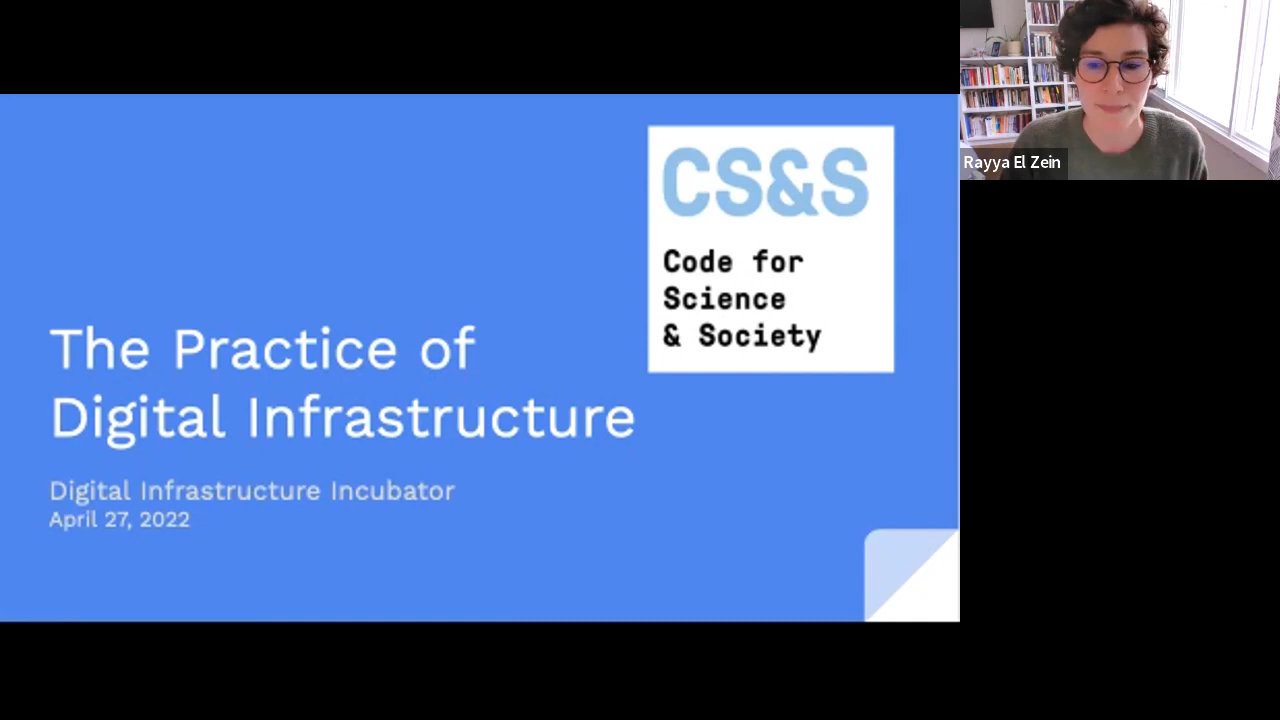 CS&S
Code for
Science
& Society
The Practice of
Digital Infrastructure
Digital Infrastructure Incubator
April 27, 2022
Rayya El Zein